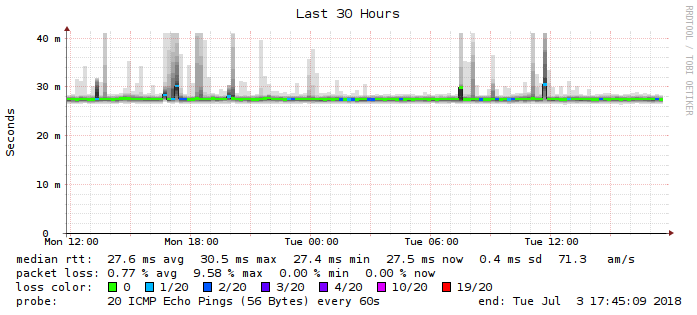 Last 30 Hours
RRDTOOL / TOBI OETIKER
Seconds
40 m
30 m
20 m
10 m
0
Mon 12:00 Mon 18:00 Tue 00:00 Tue 06:00 Tue 12:00
median rtt: 27.6 ms avg 30.5 ms max 27.4 ms min 27.5 ms now 0.4 ms sd 71.3 am/s
packet loss: 0.77 % avg 9.58 % max 0.00 % min 0.00 % now
loss color: 0 1/20 2/20 3/20 4/20 10/20 19/20
probe: 20 ICMP Echo Pings (56 Bytes) every 60s end: Tue Jul 3 17:45:09 2018